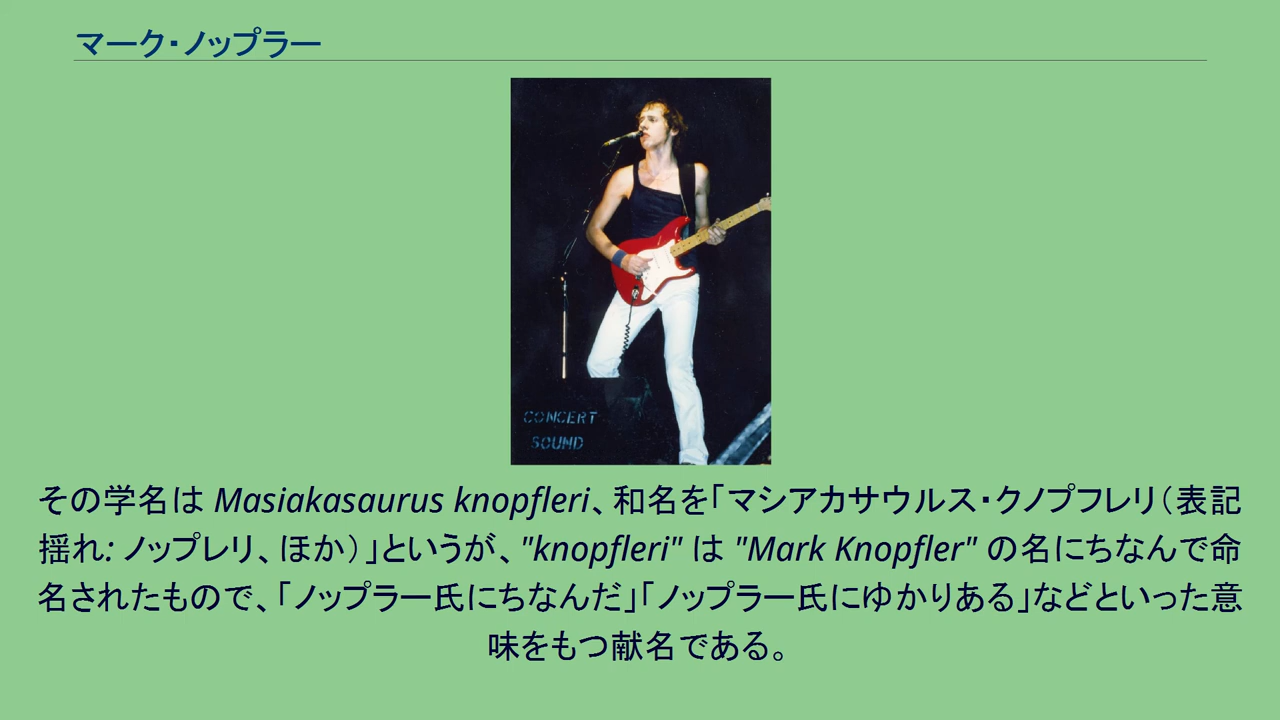 マーク・ノップラー
CONCERT
SOUND
その学名は Masiakasaurus knopfleri、和名を「マシアカサウルス・クノプフレリ（表記
揺れ: ノップレリ、ほか）」というが、"knopfleri" は "Mark Knopfler" の名にちなんで命
名されたもので、「ノップラー氏にちなんだ」「ノップラー氏にゆかりある」などといった意
味をもつ献名である。